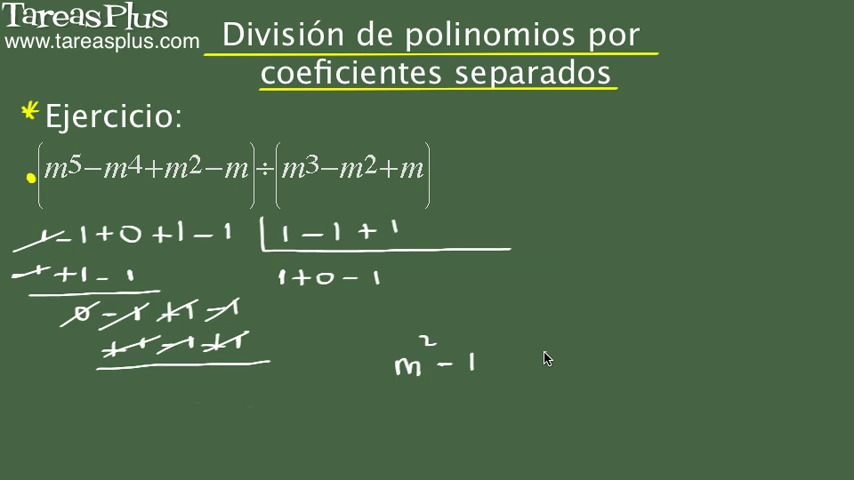 TareasPlus
www.tareasplus.com
División de polinomios por
coeficientes separados
* Ejercicio:
(m5−m4+m2−m)÷(m3−m2+m)
1-1+0+1-1 | 1-1+1
-1+1-1 1+0-1
0-1+1-1
+1-1+1
m²-1